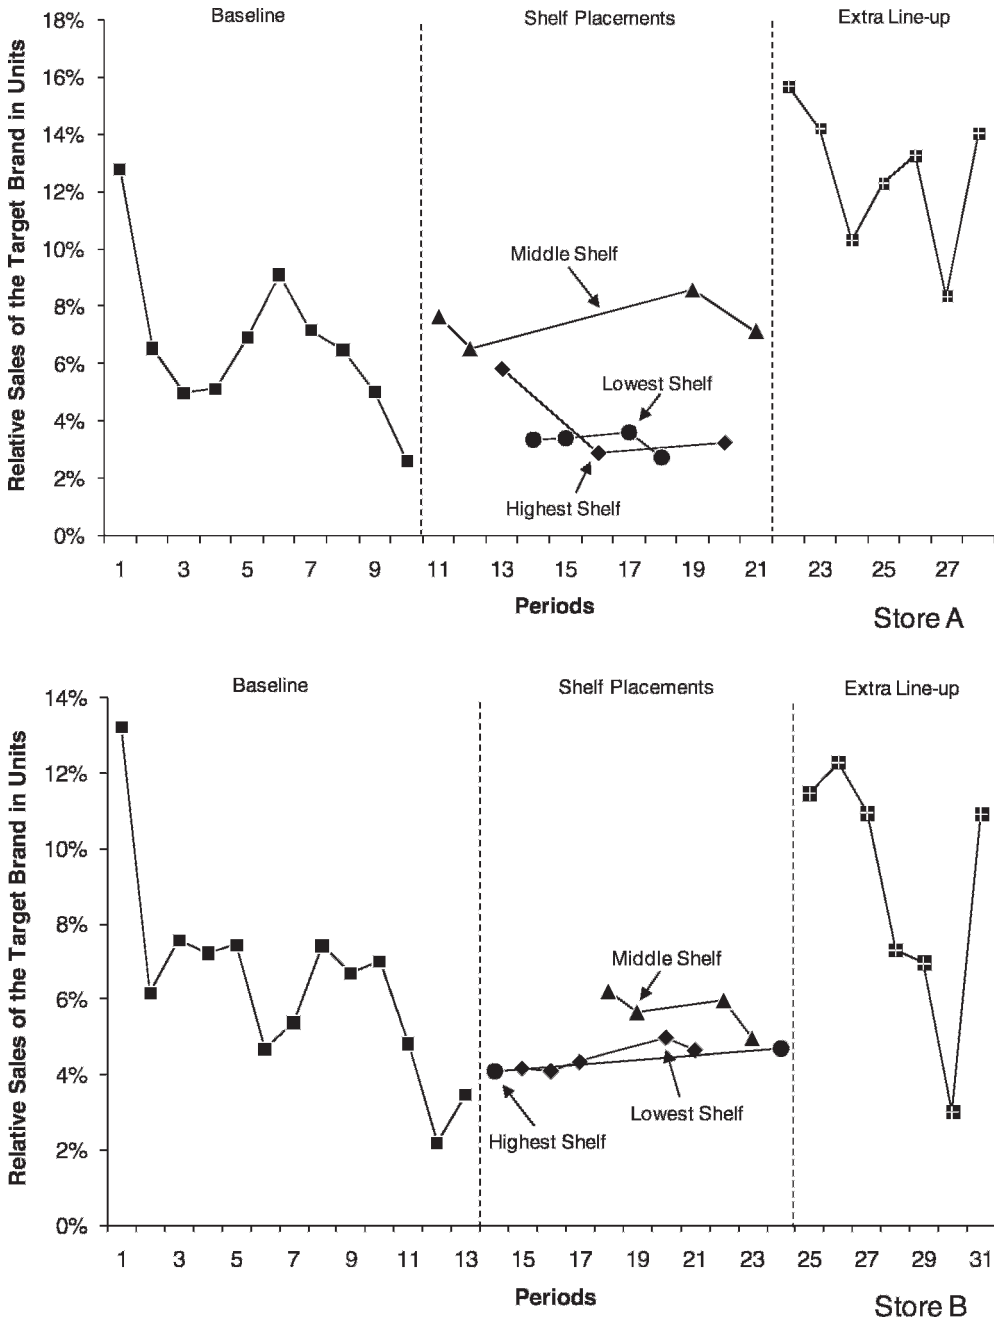 Baseline
Shelf Placements
Extra Line-up
Relative Sales of the Target Brand in Units
18%
16%
14%
12%
10%
8%
6%
4%
2%
0%
Middle Shelf
Lowest Shelf
Highest Shelf
1 3 5 7 9 11 13 15 17 19 21 23 25 27
Periods
Store A
Baseline
Shelf Placements
Extra Line-up
Relative Sales of the Target Brand in Units
14%
12%
10%
8%
6%
4%
2%
0%
Middle Shelf
Lowest Shelf
Highest Shelf
1 3 5 7 9 11 13 15 17 19 21 23 25 27 29 31
Periods
Store B